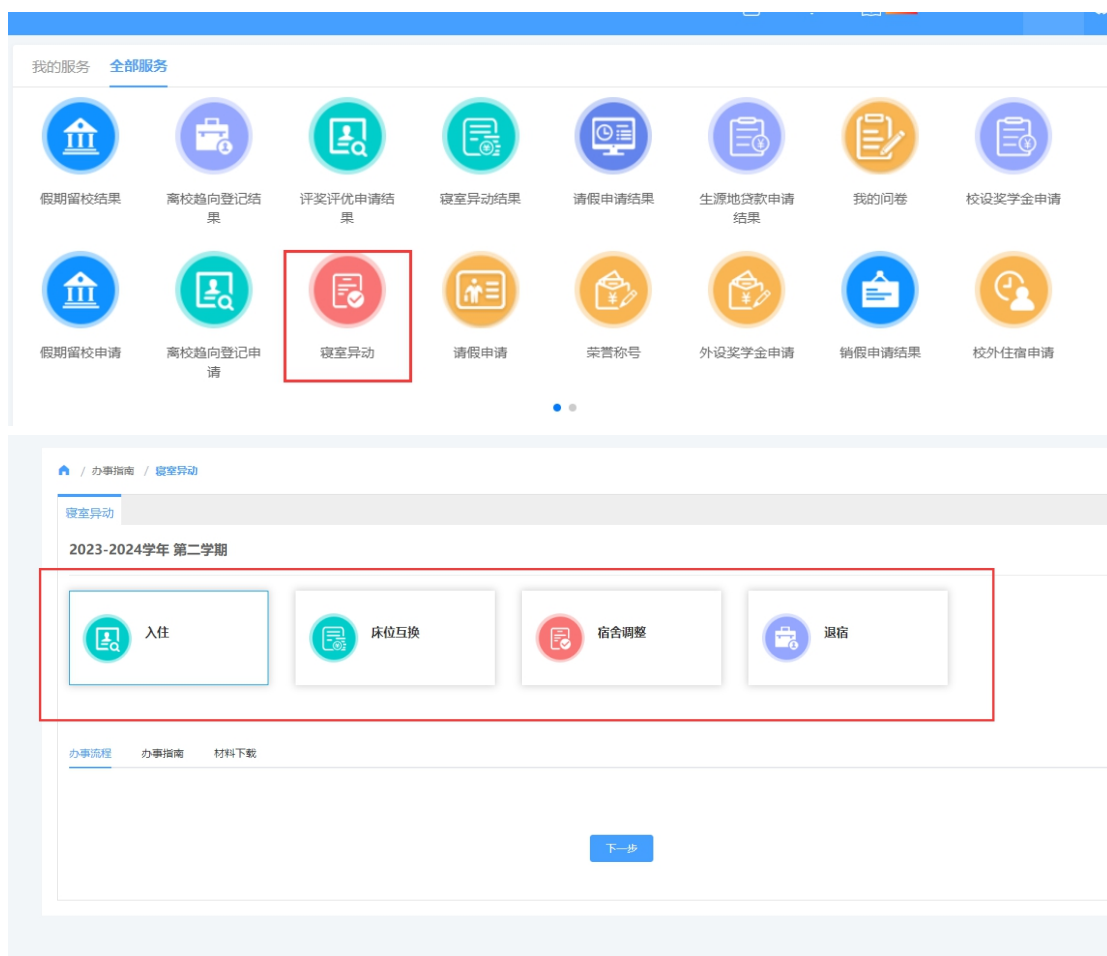 我的服务 全部服务
假期留校结果 离校趋向登记结果 评奖评优申请结果 寝室异动结果 请假申请结果 生源地贷款申请结果 我的问卷 校设奖学金申请
假期留校申请 离校趋向登记申请 寝室异动 请假申请 荣誉称号 外设奖学金申请 销假申请结果 校外住宿申请
/ 办事指南 / 寝室异动
寝室异动
2023-2024学年 第二学期
入住 床位互换 宿舍调整 退宿
办事流程 办事指南 材料下载
下一步